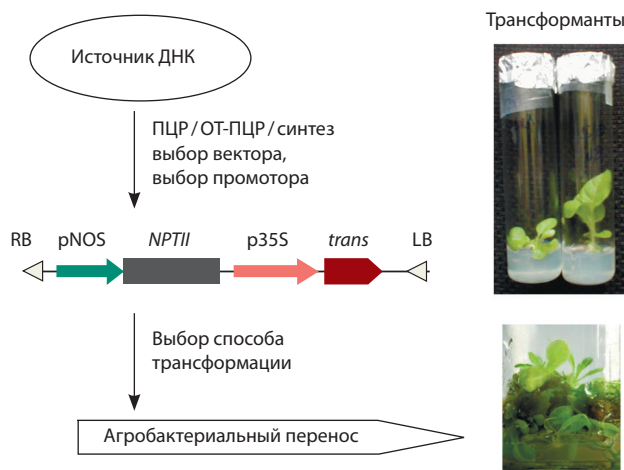 Трансформанты
Источник ДНК
ПЦР / ОТ-ПЦР / синтез
выбор вектора,
выбор промотора
RB pNOS NPTII p35S trans LB
Выбор способа
трансформации
Агробактериальный перенос